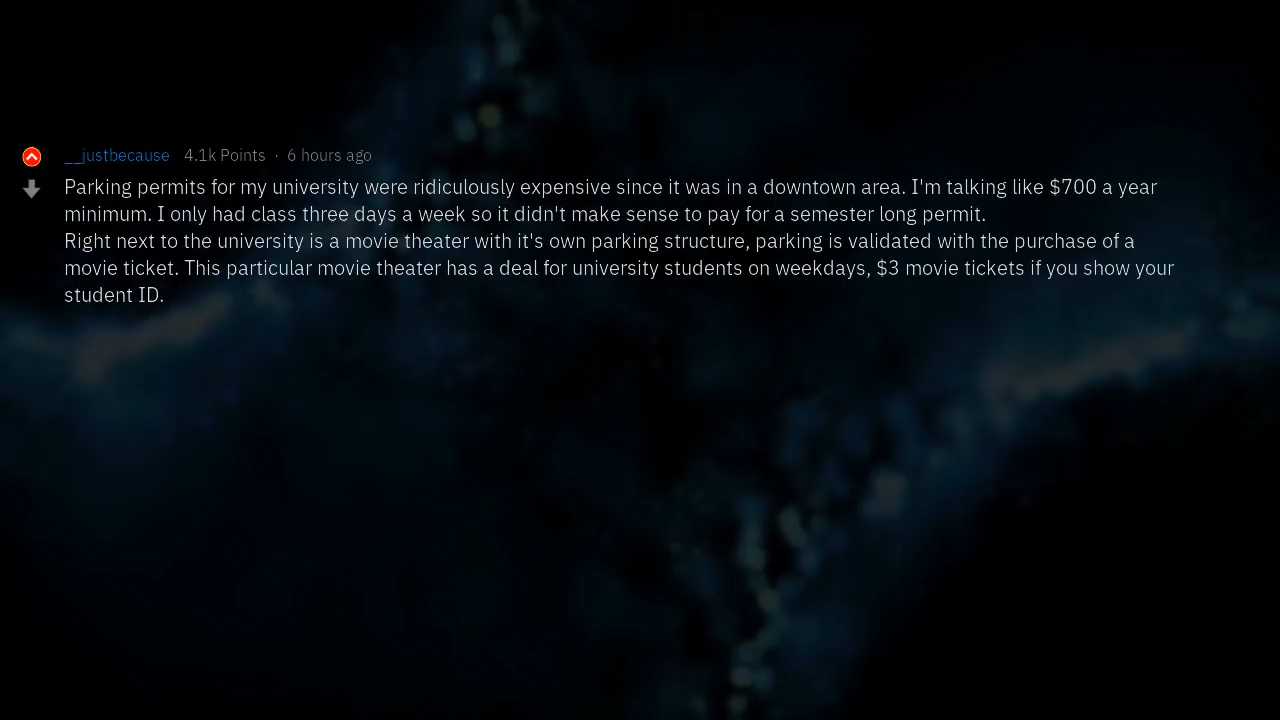 __justbecause 4.1k Points · 6 hours ago
Parking permits for my university were ridiculously expensive since it was in a downtown area. I'm talking like $700 a year
minimum. I only had class three days a week so it didn't make sense to pay for a semester long permit.
Right next to the university is a movie theater with it's own parking structure, parking is validated with the purchase of a
movie ticket. This particular movie theater has a deal for university students on weekdays, $3 movie tickets if you show your
student ID.